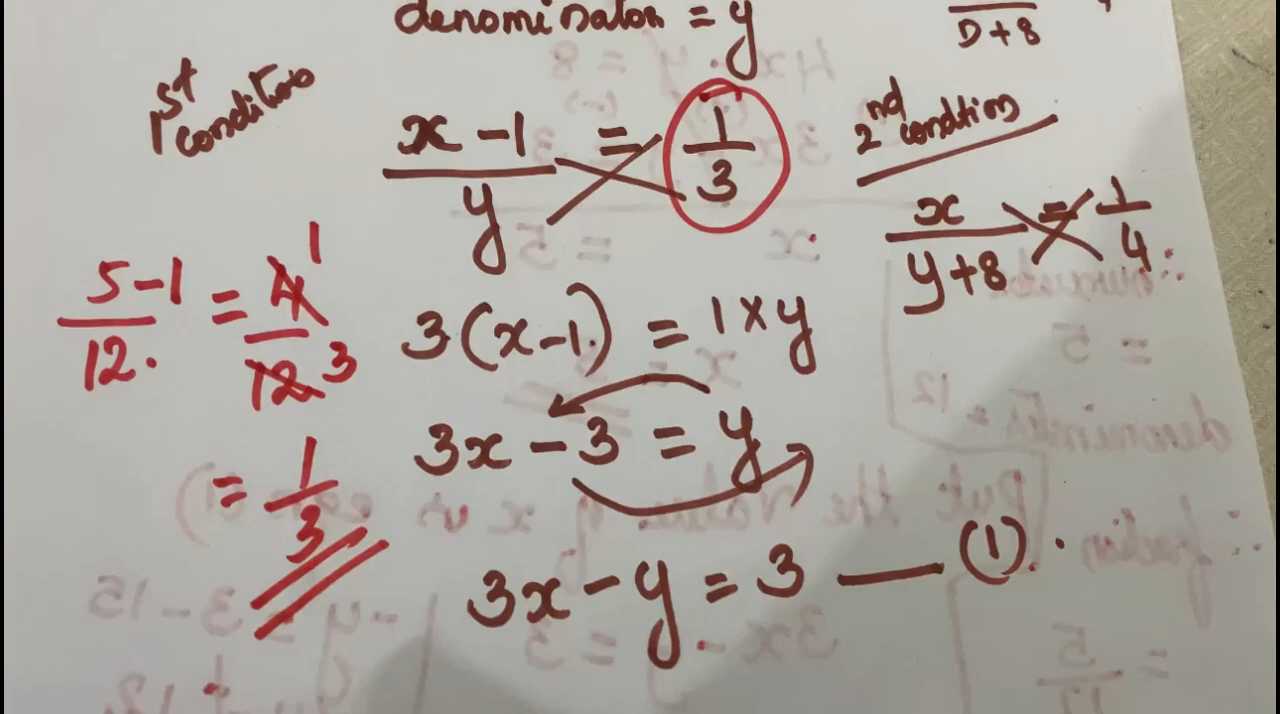 denominator = y
D+8
1st condition
(x - 1)/y = 1/3
3(x-1) = 1 × y
3x - 3 = y
3x - y = 3 — (1).
(5-1)/12. = 4/12 1 3
= 1/3
2nd condition
x/(y+8) = 1/4